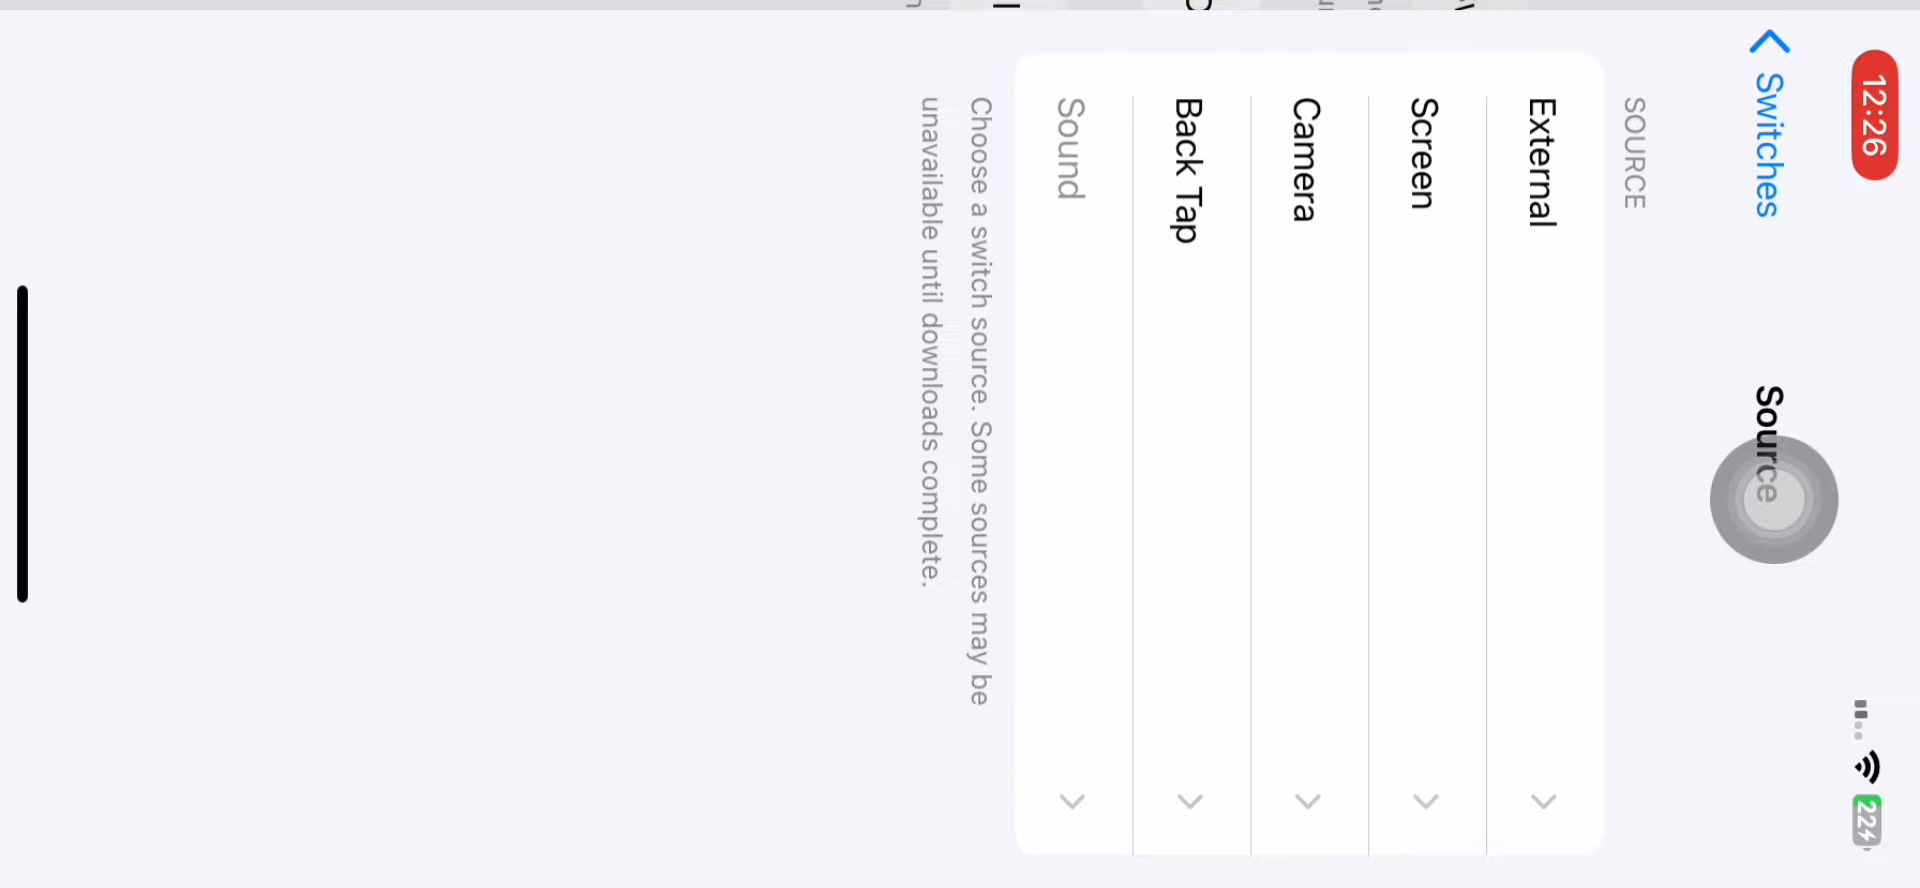 12:26
22
Switches
Source
SOURCE
External
Screen
Camera
Back Tap
Sound
Choose a switch source. Some sources may be
unavailable until downloads complete.